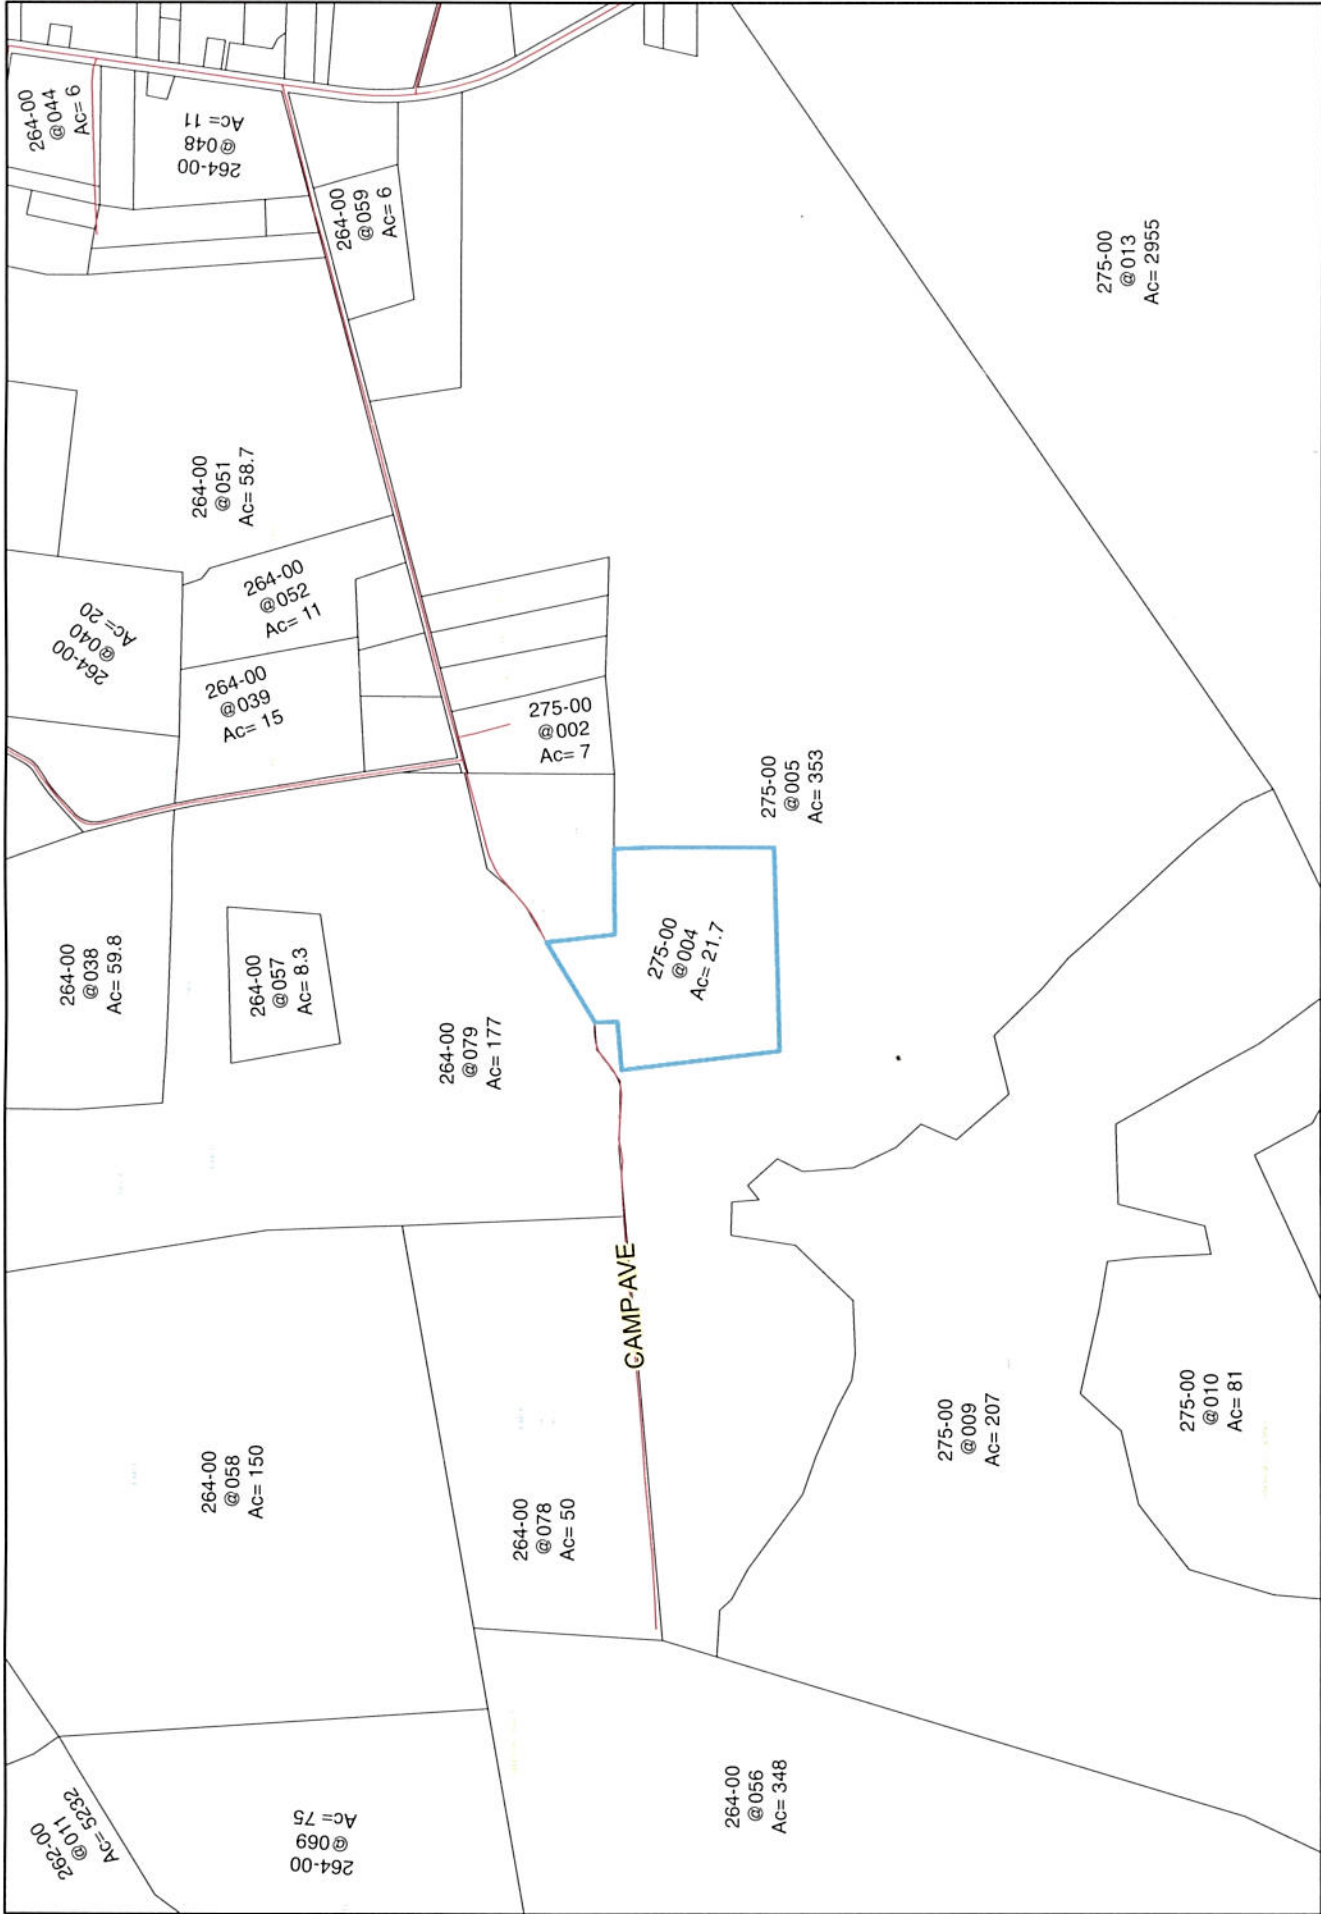 264-00
@044
Ac= 6
264-00
@048
Ac= 11
264-00
@059
Ac= 6
275-00
@013
Ac= 2955
264-00
@051
Ac= 58.7
264-00
@052
Ac= 11
264-00
@040
Ac= 20
264-00
@039
Ac= 15
275-00
@002
Ac= 7
275-00
@005
Ac= 353
264-00
@038
Ac= 59.8
264-00
@057
Ac= 8.3
264-00
@079
Ac= 177
275-00
@004
Ac= 21.7
CAMP AVE
264-00
@058
Ac= 150
264-00
@078
Ac= 50
275-00
@009
Ac= 207
275-00
@010
Ac= 81
262-00
@011
Ac= 5232
264-00
@069
Ac= 75
264-00
@056
Ac= 348